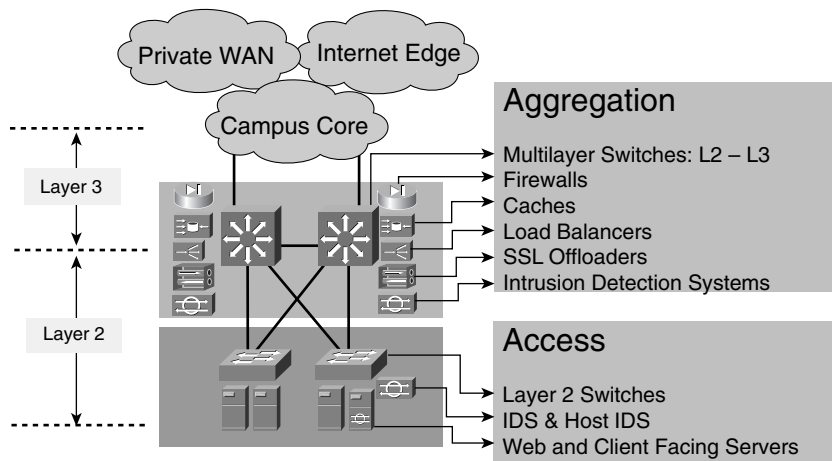 Private WAN
Internet Edge
Campus Core
Layer 3
Layer 2
Aggregation
Multilayer Switches: L2 – L3
Firewalls
Caches
Load Balancers
SSL Offloaders
Intrusion Detection Systems
Access
Layer 2 Switches
IDS & Host IDS
Web and Client Facing Servers